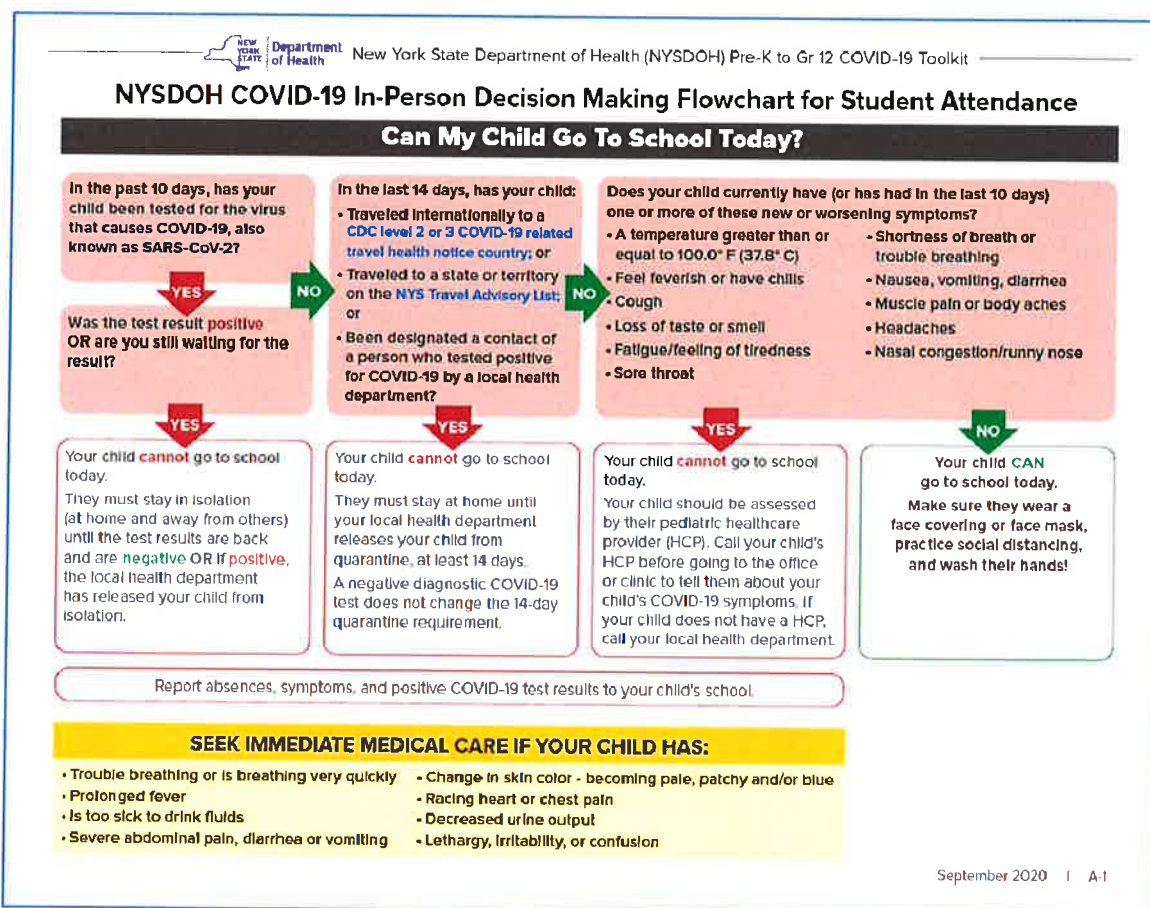 NEW YORK STATE
Department of Health
New York State Department of Health (NYSDOH) Pre-K to Gr 12 COVID-19 Toolkit
NYSDOH COVID-19 In-Person Decision Making Flowchart for Student Attendance
Can My Child Go To School Today?
In the past 10 days, has your
child been tested for the virus
that causes COVID-19, also
known as SARS-CoV-2?
YES
Was the test result positive
OR are you still waiting for the
result?
NO
In the last 14 days, has your child:
• Traveled internationally to a
CDC level 2 or 3 COVID-19 related
travel health notice country; or
• Traveled to a state or territory
on the NYS Travel Advisory List;
or
• Been designated a contact of
a person who tested positive
for COVID-19 by a local health
department?
NO
Does your child currently have (or has had in the last 10 days)
one or more of these new or worsening symptoms?
• A temperature greater than or
equal to 100.0° F (37.8° C)
• Feel feverish or have chills
• Cough
• Loss of taste or smell
• Fatigue/feeling of tiredness
• Sore throat
• Shortness of breath or
trouble breathing
• Nausea, vomiting, diarrhea
• Muscle pain or body aches
• Headaches
• Nasal congestion/runny nose
YES
Your child cannot go to school
today.
They must stay in isolation
(at home and away from others)
until the test results are back
and are negative OR if positive,
the local health department
has released your child from
isolation.
YES
Your child cannot go to school
today.
They must stay at home until
your local health department
releases your child from
quarantine, at least 14 days.
A negative diagnostic COVID-19
test does not change the 14-day
quarantine requirement.
YES
Your child cannot go to school
today.
Your child should be assessed
by their pediatric healthcare
provider (HCP). Call your child's
HCP before going to the office
or clinic to tell them about your
child's COVID-19 symptoms. If
your child does not have a HCP,
call your local health department.
NO
Your child CAN
go to school today.
Make sure they wear a
face covering or face mask,
practice social distancing,
and wash their hands!
Report absences, symptoms, and positive COVID-19 test results to your child's school.
SEEK IMMEDIATE MEDICAL CARE IF YOUR CHILD HAS:
• Trouble breathing or is breathing very quickly
• Prolonged fever
• Is too sick to drink fluids
• Severe abdominal pain, diarrhea or vomiting
• Change in skin color - becoming pale, patchy and/or blue
• Racing heart or chest pain
• Decreased urine output
• Lethargy, irritability, or confusion
September 2020 | A-1